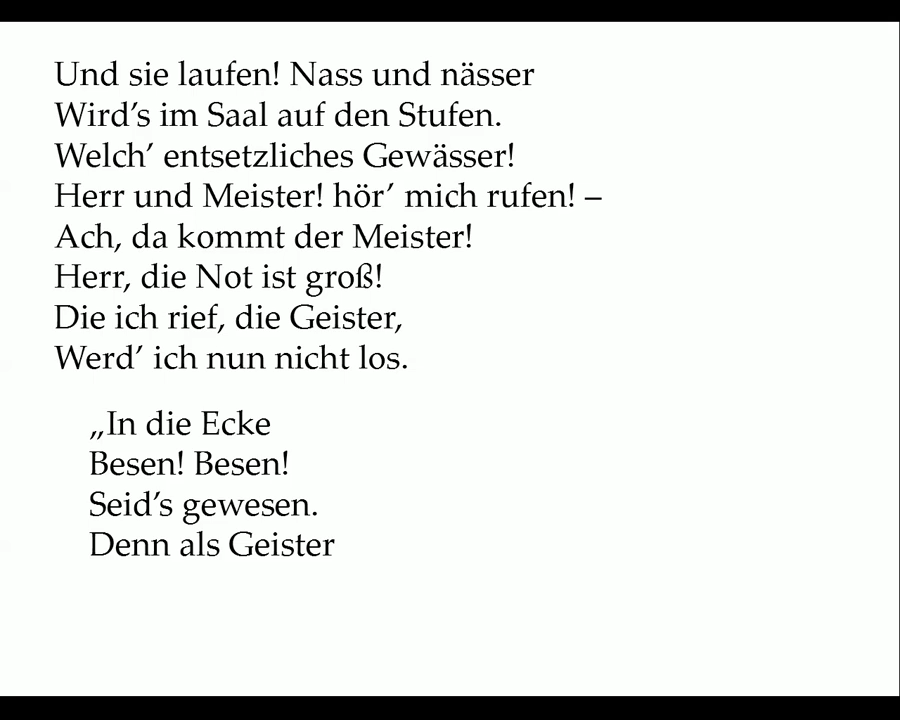 Und sie laufen! Nass und nässer
Wird’s im Saal auf den Stufen.
Welch’ entsetzliches Gewässer!
Herr und Meister! hör’ mich rufen! –
Ach, da kommt der Meister!
Herr, die Not ist groß!
Die ich rief, die Geister,
Werd’ ich nun nicht los.
„In die Ecke
Besen! Besen!
Seid’s gewesen.
Denn als Geister